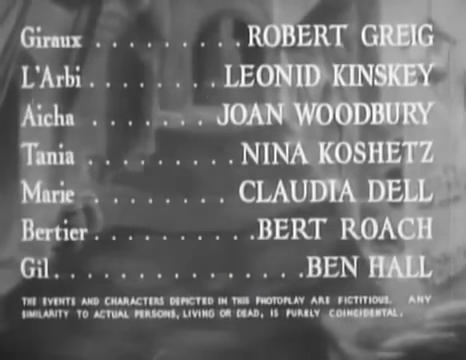 Giraux . . . . . . . . . ROBERT GREIG
L'Arbi . . . . . . . . LEONID KINSKEY
Aicha . . . . . . . JOAN WOODBURY
Tania . . . . . . . . . NINA KOSHETZ
Marie . . . . . . . . CLAUDIA DELL
Bertier . . . . . . . . . . BERT ROACH
Gil . . . . . . . . . . . . . . . BEN HALL
THE EVENTS AND CHARACTERS DEPICTED IN THIS PHOTOPLAY ARE FICTITIOUS. ANY
SIMILARITY TO ACTUAL PERSONS, LIVING OR DEAD, IS PURELY COINCIDENTAL.